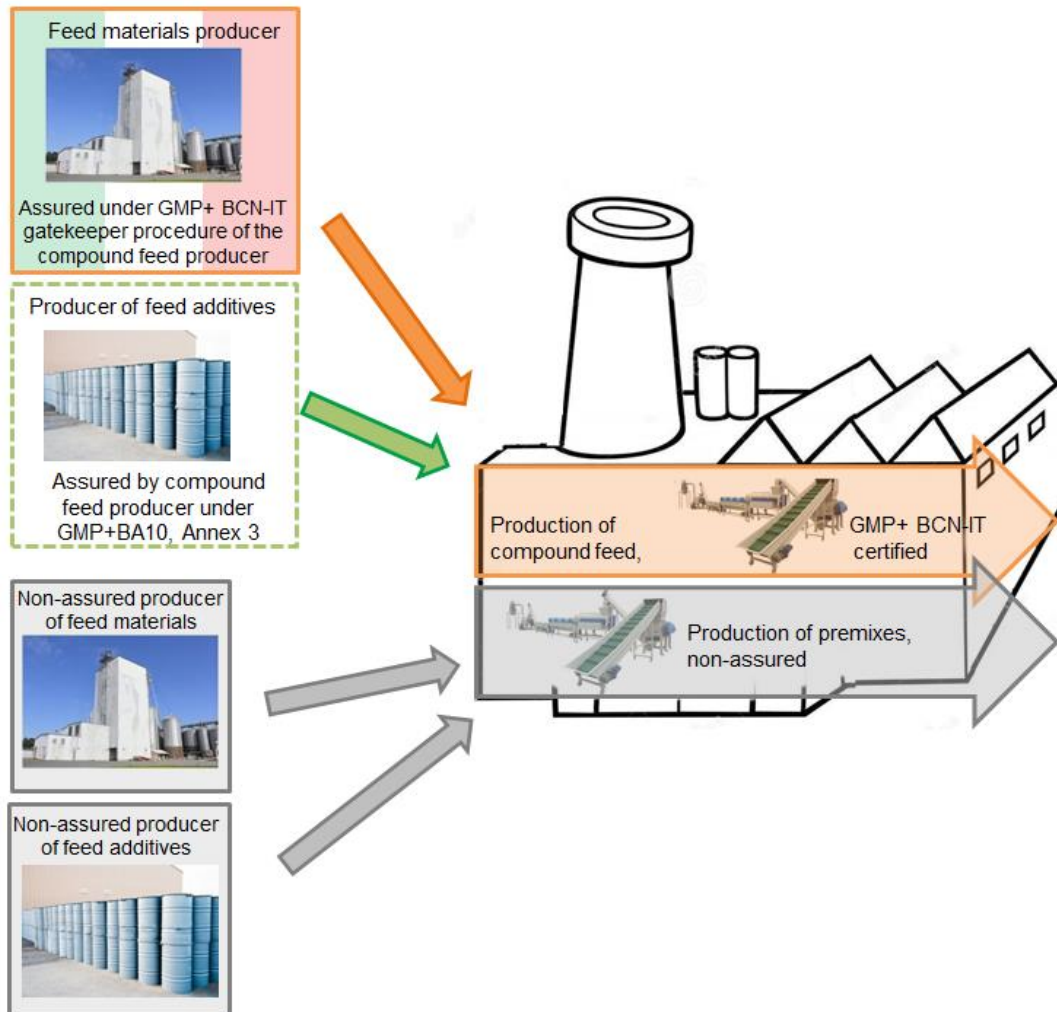 Feed materials producer
Assured under GMP+ BCN-IT
gatekeeper procedure of the
compound feed producer
Producer of feed additives
Assured by compound
feed producer under
GMP+BA10, Annex 3
Production of
compound feed,
GMP+ BCN-IT
certified
Non-assured producer
of feed materials
Production of premixes,
non-assured
Non-assured producer
of feed additives